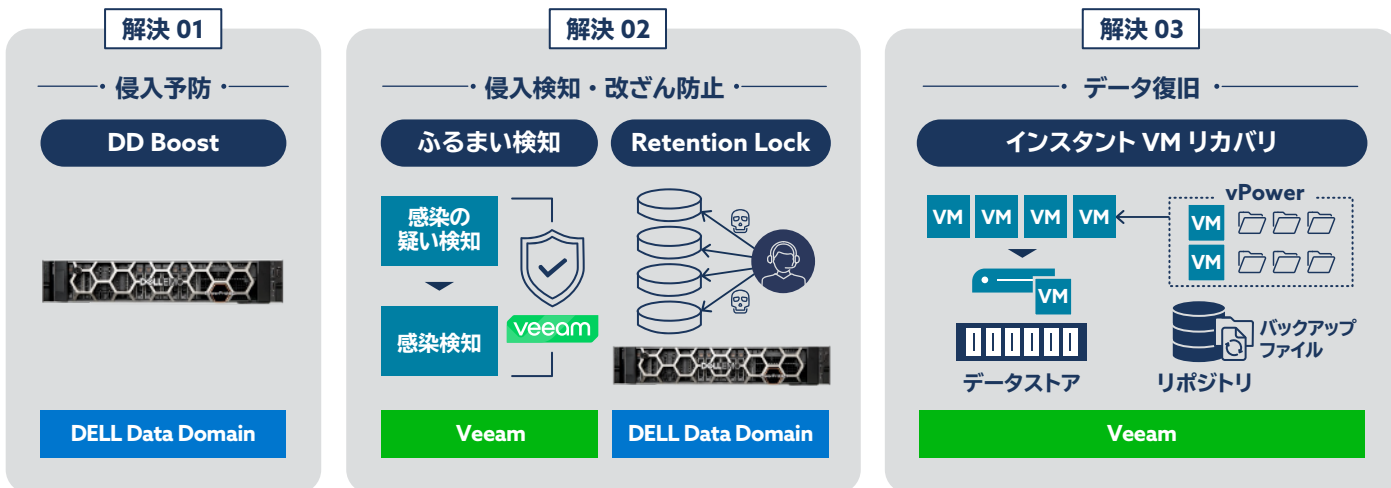 解決 01
侵入予防
DD Boost
DELL Data Domain
解決 02
侵入検知・改ざん防止
ふるまい検知
感染の
疑い検知
感染検知
veeam
Veeam
Retention Lock
DELL Data Domain
解決 03
データ復旧
インスタント VM リカバリ
VM VM VM VM
vPower
VM
VM
VM
データストア
バックアップ
ファイル
リポジトリ
Veeam